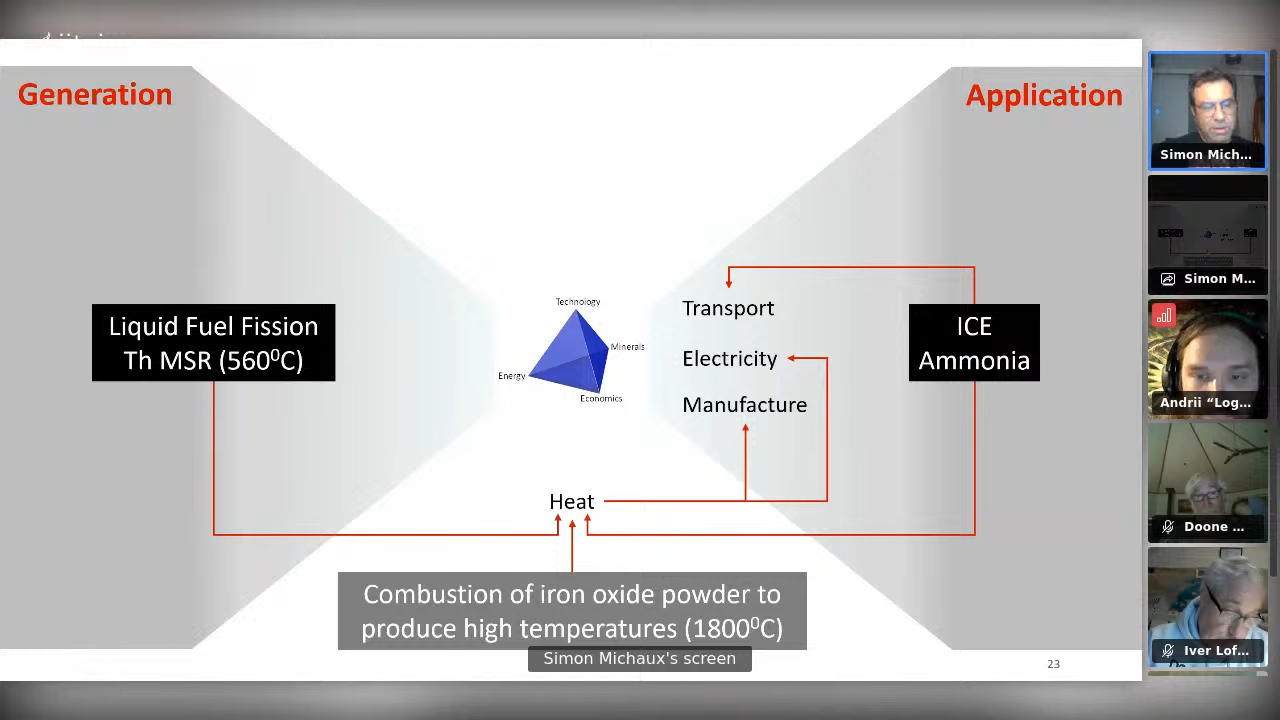 Generation
Application
Liquid Fuel Fission
Th MSR (560⁰C)
Technology
Minerals
Energy
Economics
Transport
Electricity
Manufacture
ICE
Ammonia
Heat
Combustion of iron oxide powder to
produce high temperatures (1800⁰C)
Simon Michaux's screen
23
Simon Mich...
Simon M...
Andrii “Log...
Doone ...
Iver Lof...